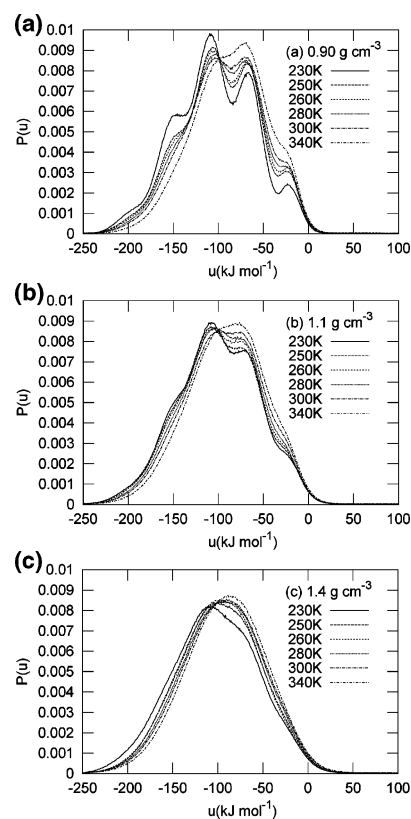 (a)
0.01
(a) 0.90 g cm-3
0.009
230K
0.008
250K
0.007
260K
0.006
280K
P(u)
0.005
300K
0.004
340K
0.003
0.002
0.001
0
-250 -200 -150 -100 -50 0 50 100
u(kJ mol-1)
(b)
0.01
(b) 1.1 g cm-3
0.009
230K
0.008
250K
0.007
260K
0.006
280K
P(u)
0.005
300K
0.004
340K
0.003
0.002
0.001
0
-250 -200 -150 -100 -50 0 50 100
u(kJ mol-1)
(c)
0.01
(c) 1.4 g cm-3
0.009
230K
0.008
250K
0.007
260K
0.006
280K
P(u)
0.005
300K
0.004
340K
0.003
0.002
0.001
0
-250 -200 -150 -100 -50 0 50 100
u(kJ mol-1)